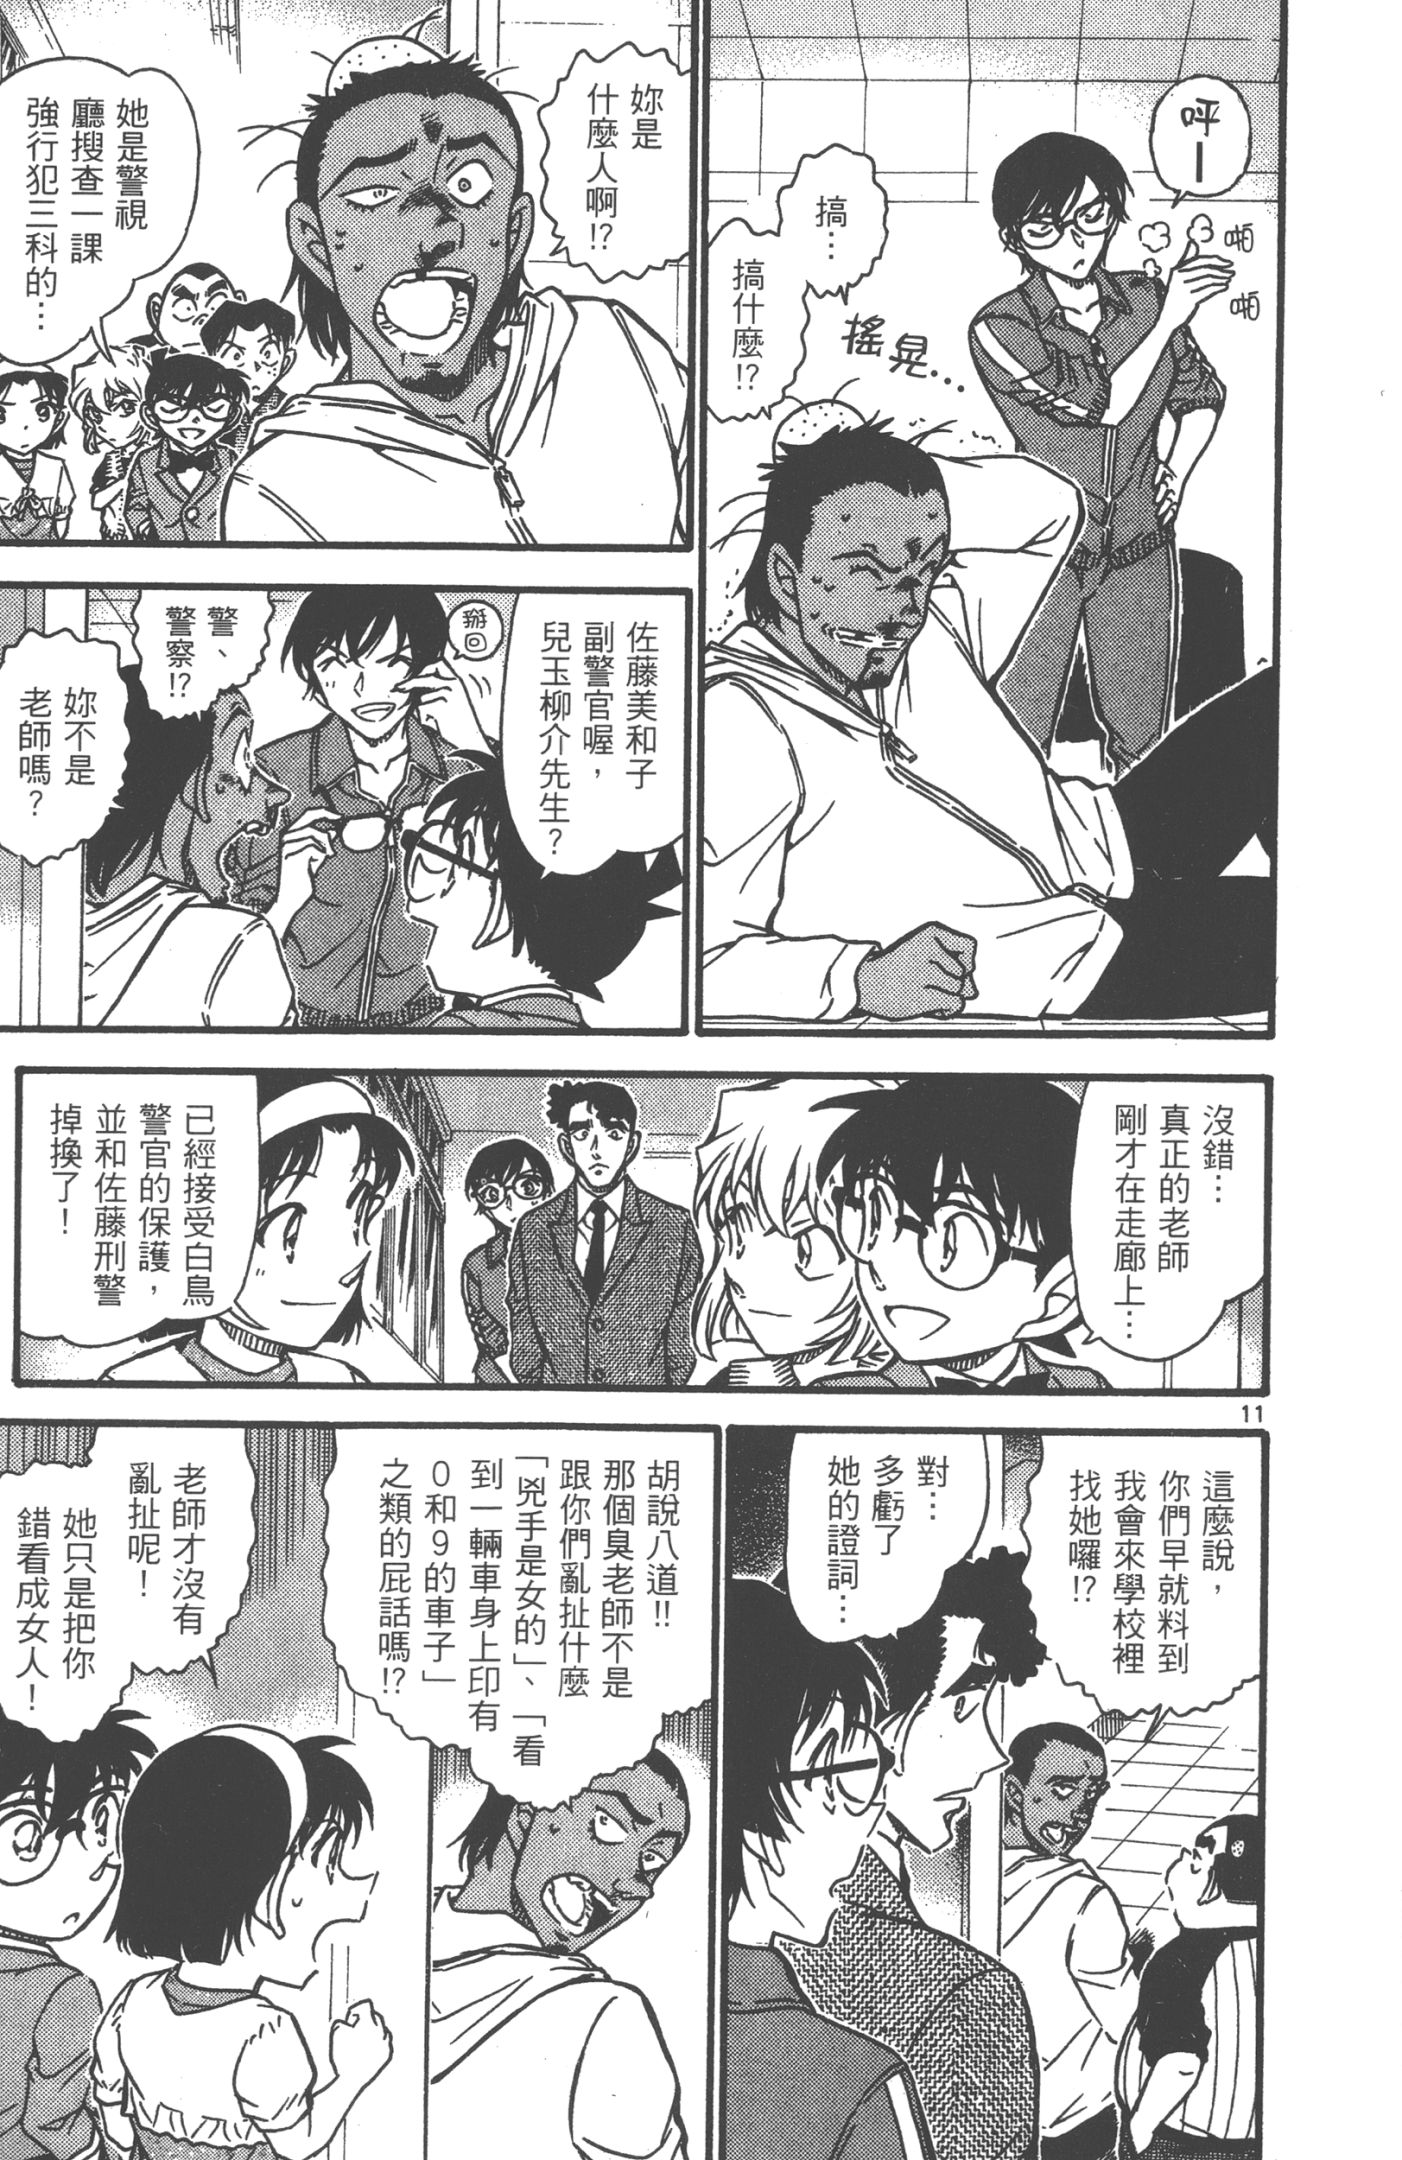 呼—
啪
啪
搖晃…
搞…
搞什麼!?
妳是
什麼人啊!?
她是警視
廳搜查一課
強行犯三科的…
佐藤美和子
副警官喔，
兒玉柳介先生？
掰回
警、
警察!?
妳不是
老師嗎？
沒錯…
真正的老師
剛才在走廊上…
已經接受白鳥
警官的保護，
並和佐藤刑警
掉換了！
11
這麼說，
你們早就料到
我會來學校裡
找她囉!?
對…
多虧了
她的證詞…
胡說八道!!
那個臭老師不是
跟你們亂扯什麼
「兇手是女的」、「看
到一輛車身上印有
0和9的車子」
之類的屁話嗎!?
老師才沒有
亂扯呢！
她只是把你
錯看成女人！